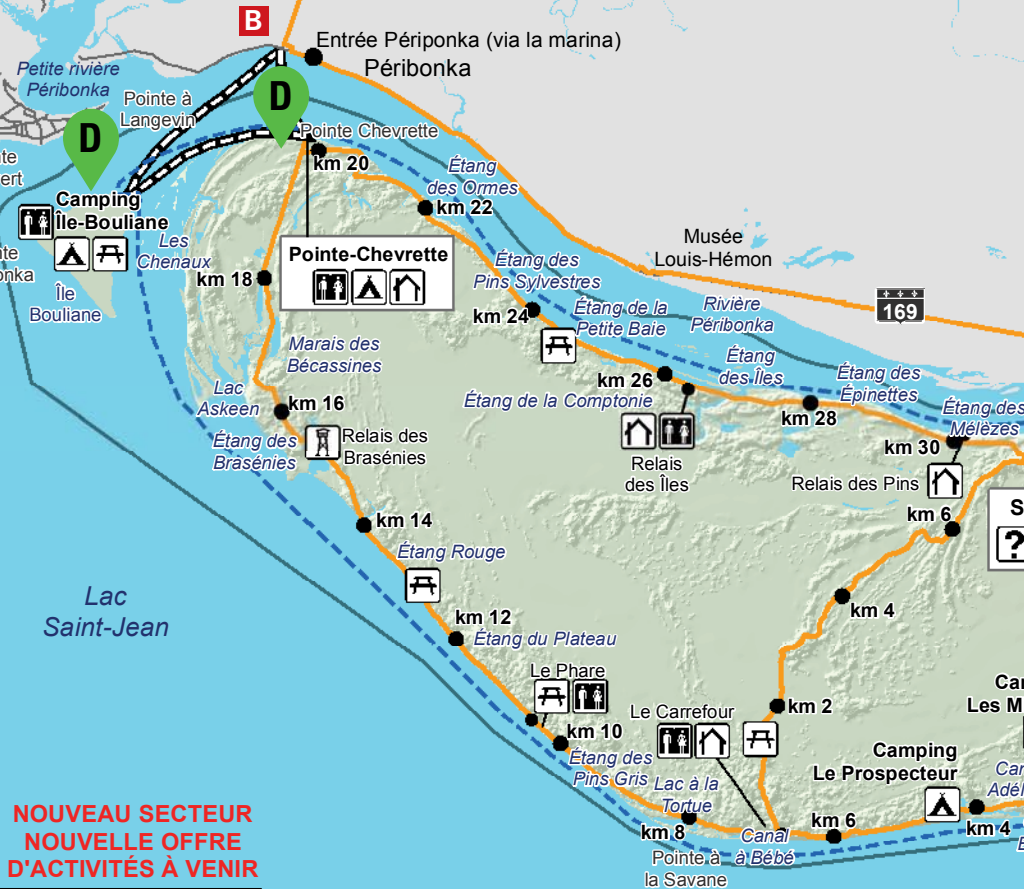 B
Entrée Périponka (via la marina)
Péribonka
Petite rivière
Péribonka
Pointe à
Langevin
D
D
Pointe Chevrette
km 20
Étang
des Ormes
km 22
Camping
Île-Bouliane
Les
Chenaux
Île
Bouliane
km 18
Pointe-Chevrette
Étang des
Pins Sylvestres
km 24
Étang de la
Petite Baie
Musée
Louis-Hémon
Rivière
Péribonka
169
Marais des
Bécassines
Lac
Askeen
km 16
Étang des
Brasénies
Relais des
Brasénies
km 26
Étang de la Comptonie
Étang
des Îles
Étang des
Épinettes
km 28
Étang des
Mélèzes
km 30
Relais
des Îles
Relais des Pins
km 6
S
?
km 14
Étang Rouge
Lac
Saint-Jean
km 12
Étang du Plateau
km 4
Le Phare
km 10
Étang des
Pins Gris
km 2
Le Carrefour
Lac à la
Tortue
km 8
Canal
à Bébé
km 6
Pointe à
la Savane
Camping
Le Prospecteur
km 4
Les M
NOUVEAU SECTEUR
NOUVELLE OFFRE
D'ACTIVITÉS À VENIR